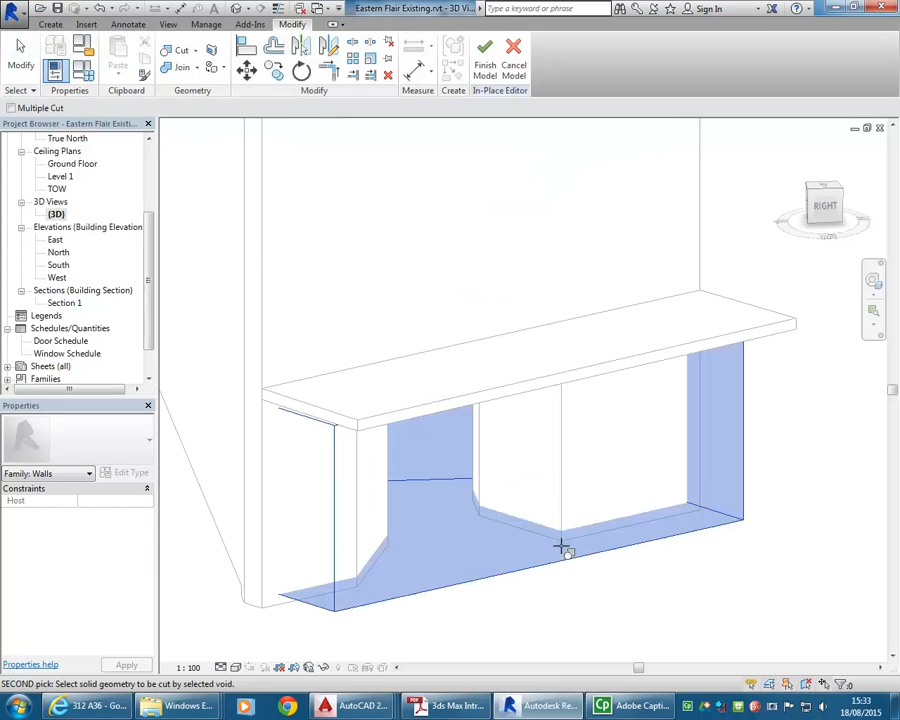 Eastern Flair Existing.rvt - 3D Vi...
Type a keyword or phrase
Sign In
Create Insert Annotate View Manage Add-Ins Modify
Modify
Paste
Cut
Join
Finish Model
Cancel Model
Select Properties Clipboard Geometry Modify Measure Create In-Place Editor
Multiple Cut
Project Browser - Eastern Flair Existi...
True North
Ceiling Plans
Ground Floor
Level 1
TOW
3D Views
{3D}
Elevations (Building Elevation
East
North
South
West
Sections (Building Section)
Section 1
Legends
Schedules/Quantities
Door Schedule
Window Schedule
Sheets (all)
Families
Properties
Family: Walls
Edit Type
Constraints
Host
Properties help
Apply
RIGHT
1 : 100
SECOND pick: Select solid geometry to be cut by selected void.
:0
312 A36 - Go...
Windows E...
AutoCAD 2...
3ds Max Intr...
Autodesk Re...
Adobe Capti...
15:33
18/08/2015